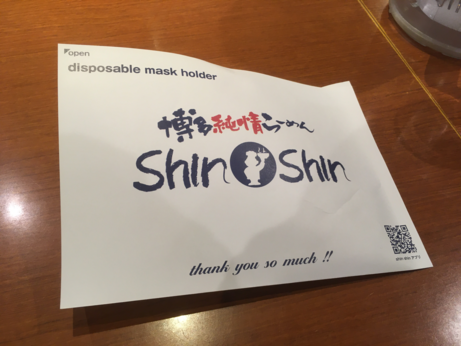 open
disposable mask holder
博多純情らーめん
Shin Shin
thank you so much !!